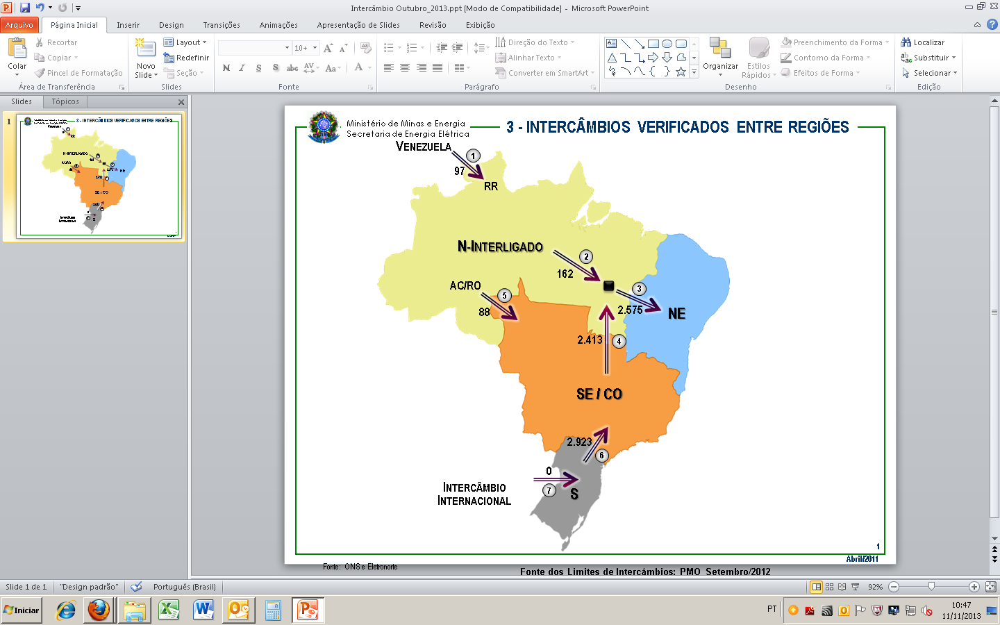 Intercâmbio Outubro_2013.ppt [Modo de Compatibilidade] - Microsoft PowerPoint
Arquivo Página Inicial Inserir Design Transições Animações Apresentação de Slides Revisão Exibição
Colar
Recortar
Copiar
Pincel de Formatação
Área de Transferência
Novo Slide
Layout
Redefinir
Seção
Slides
10+
N I S S abc AV Aa A
Fonte
Parágrafo
Direção do Texto
Alinhar Texto
Converter em SmartArt
Organizar
Estilos Rápidos
Preenchimento da Forma
Contorno da Forma
Efeitos de Forma
Desenho
Localizar
Substituir
Selecionar
Edição
Slides Tópicos
1
Ministério de Minas e Energia
Secretaria de Energia Elétrica
3 - INTERCÂMBIOS VERIFICADOS ENTRE REGIÕES
VENEZUELA
1
97
RR
N-INTERLIGADO
2
162
AC/RO
5
88
3
2.575
NE
2.413
4
SE / CO
2.923
6
0
7
S
INTERCÂMBIO
INTERNACIONAL
1
Abril/2011
Fonte: ONS e Eletronorte
Fonte dos Limites de Intercâmbios: PMO Setembro/2012
Slide 1 de 1 "Design padrão" Português (Brasil) 92%
Iniciar
PT
10:47
11/11/2013